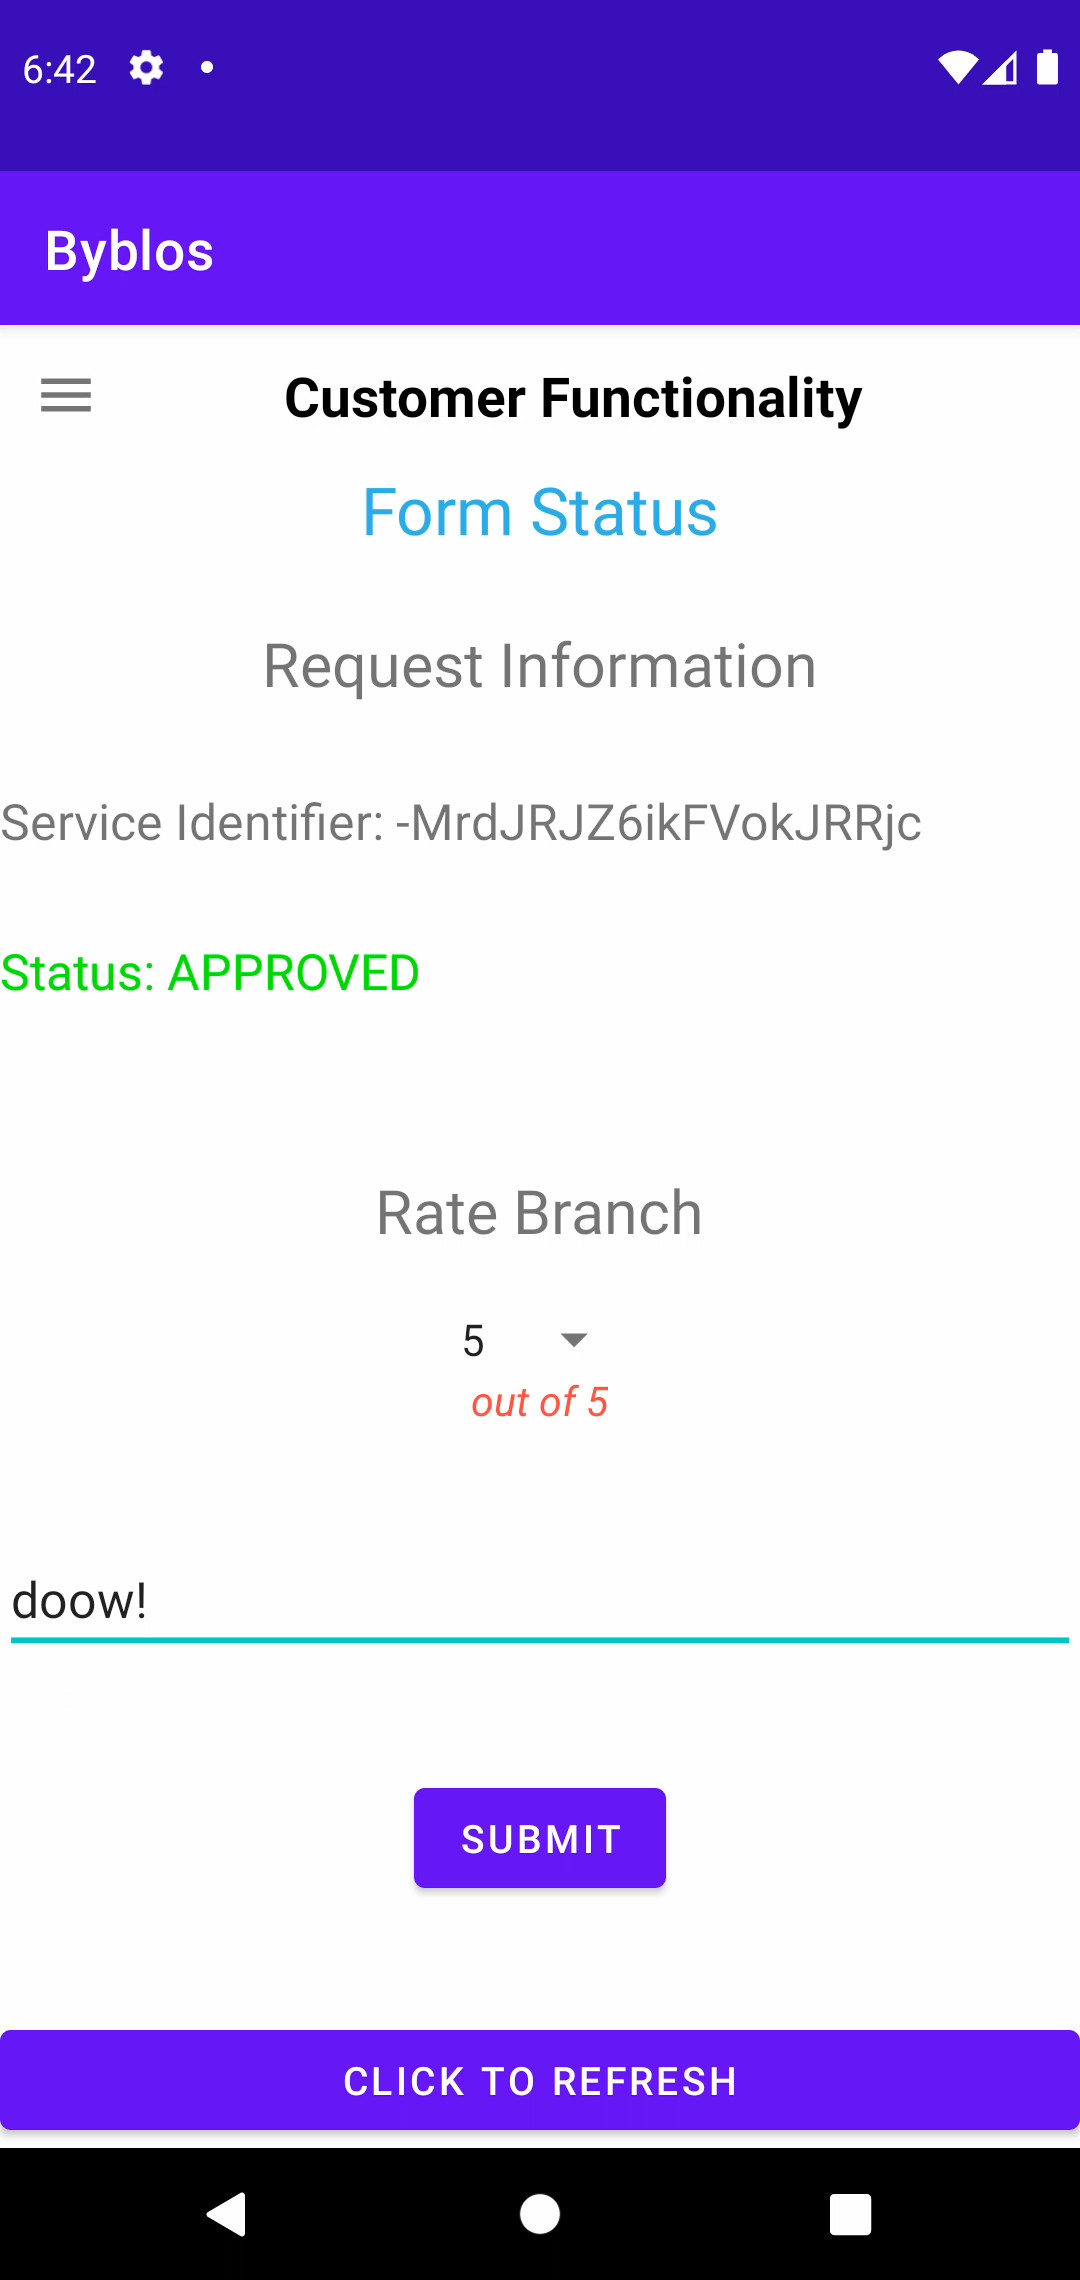 6:42
Byblos
Customer Functionality
Form Status
Request Information
Service Identifier: -MrdJRJZ6ikFVokJRRjc
Status: APPROVED
Rate Branch
5
out of 5
doow!
SUBMIT
CLICK TO REFRESH